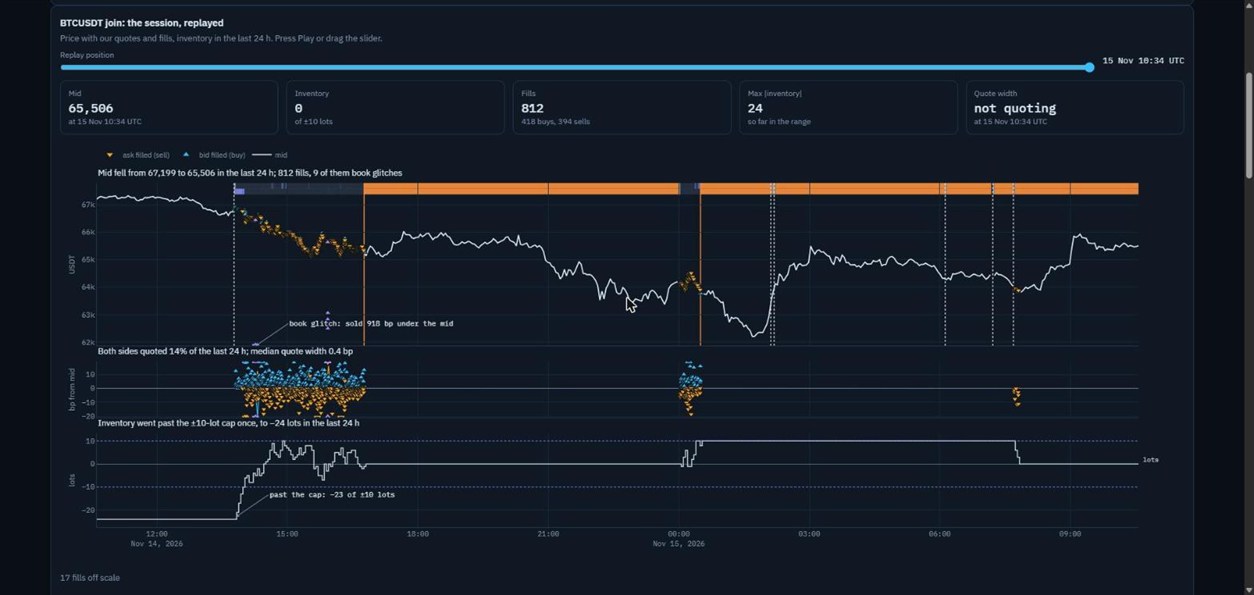 BTCUSDT join: the session, replayed
Price with our quotes and fills, inventory in the last 24 h. Press Play or drag the slider.
Replay position
15 Nov 10:34 UTC
Mid
65,506
at 15 Nov 10:34 UTC
Inventory
0
of ±10 lots
Fills
812
418 buys, 394 sells
Max |inventory|
24
so far in the range
Quote width
not quoting
at 15 Nov 10:34 UTC
ask filled (sell) bid filled (buy) mid
Mid fell from 67,199 to 65,506 in the last 24 h; 812 fills, 9 of them book glitches
67k
66k
65k
64k
63k
62k
USDT
book glitch: sold 918 bp under the mid
Both sides quoted 14% of the last 24 h; median quote width 0.4 bp
10
0
−10
−20
bp from mid
Inventory went past the ±10-lot cap once, to −24 lots in the last 24 h
10
0
−10
−20
lots
lots
past the cap: −23 of ±10 lots
12:00 15:00 18:00 21:00 00:00 03:00 06:00 09:00
Nov 14, 2026 Nov 15, 2026
17 fills off scale